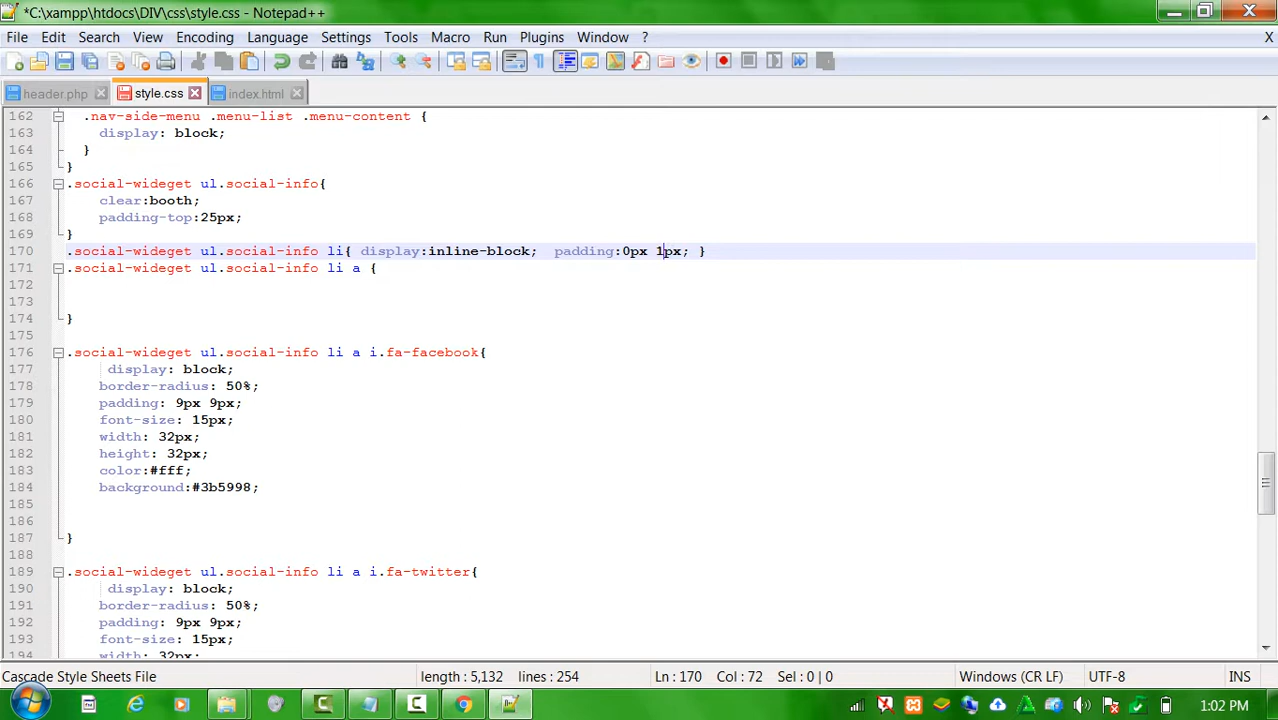 *C:\xampp\htdocs\DIV\css\style.css - Notepad++
File Edit Search View Encoding Language Settings Tools Macro Run Plugins Window ? X
header.php style.css index.html
162 .nav-side-menu .menu-list .menu-content {
163 display: block;
164 }
165 }
166 .social-wideget ul.social-info{
167 clear:booth;
168 padding-top:25px;
169 }
170 .social-wideget ul.social-info li{ display:inline-block; padding:0px 1px; }
171 .social-wideget ul.social-info li a {
172
173
174 }
175
176 .social-wideget ul.social-info li a i.fa-facebook{
177 display: block;
178 border-radius: 50%;
179 padding: 9px 9px;
180 font-size: 15px;
181 width: 32px;
182 height: 32px;
183 color:#fff;
184 background:#3b5998;
185
186
187 }
188
189 .social-wideget ul.social-info li a i.fa-twitter{
190 display: block;
191 border-radius: 50%;
192 padding: 9px 9px;
193 font-size: 15px;
194 width: 32px;
Cascade Style Sheets File length : 5,132 lines : 254 Ln : 170 Col : 72 Sel : 0 | 0 Windows (CR LF) UTF-8 INS
1:02 PM